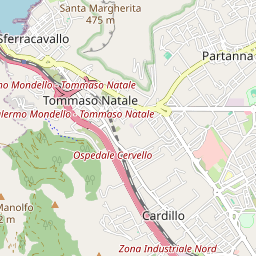 Santa Margherita
475 m
Sferracavallo
Partanna
mo Mondello - Tommaso Natale
Tommaso Natale
alermo Mondello - Tommaso Natale
Ospedale Cervello
Manolfo
2 m
Cardillo
Zona Industriale Nord